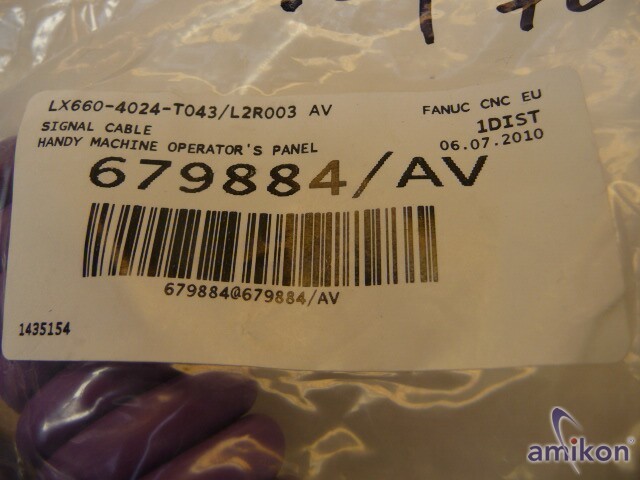 LX660-4024-T043/L2R003 AV
FANUC CNC EU
SIGNAL CABLE
1DIST
HANDY MACHINE OPERATOR'S PANEL
06.07.2010
679884/AV
679884@679884/AV
1435154
amikon®